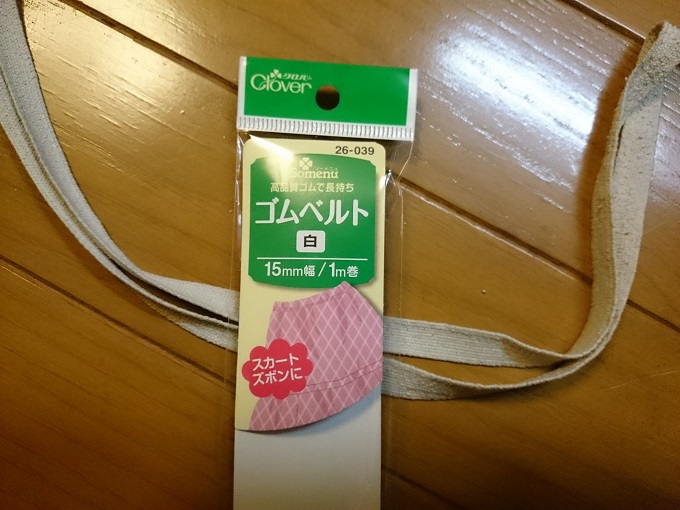 クロバー
Clover
26-039
高品質ゴムで長持ち
ゴムベルト
白
15mm幅/1m巻
スカート
ズボンに